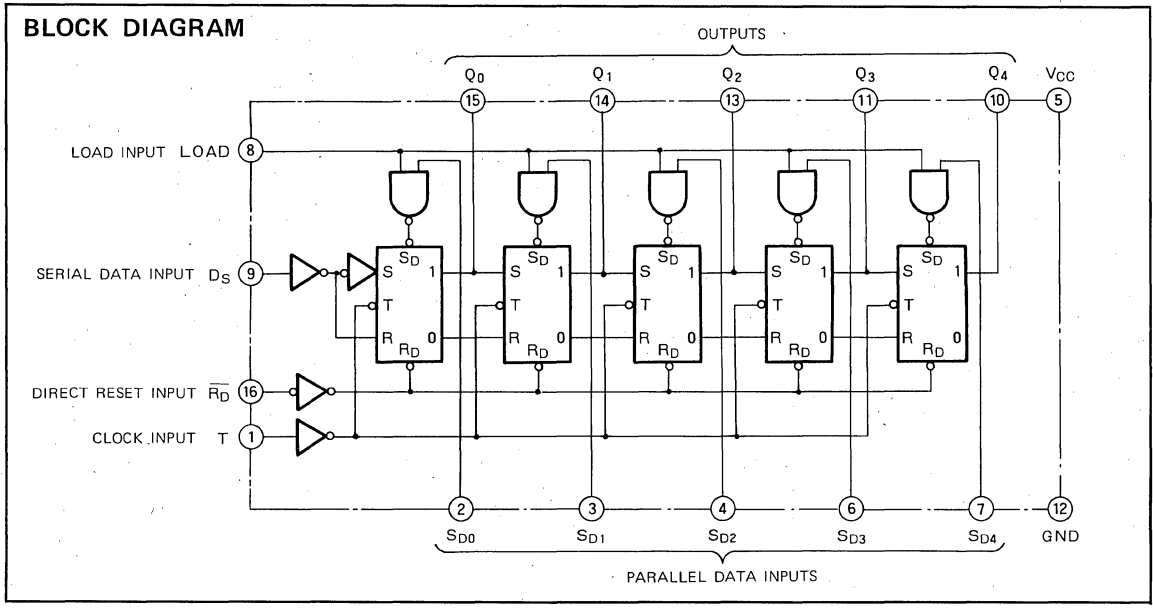 BLOCK DIAGRAM
OUTPUTS
Q0 Q1 Q2 Q3 Q4 VCC
15 14 13 11 10 5
LOAD INPUT LOAD 8
SD SD SD SD SD
SERIAL DATA INPUT DS 9
S 1 S 1 S 1 S 1 S 1
T T T T T
R 0 R 0 R 0 R 0 R 0
RD RD RD RD RD
DIRECT RESET INPUT R̅D̅ 16
CLOCK INPUT T 1
2 3 4 6 7 12
SD0 SD1 SD2 SD3 SD4 GND
PARALLEL DATA INPUTS